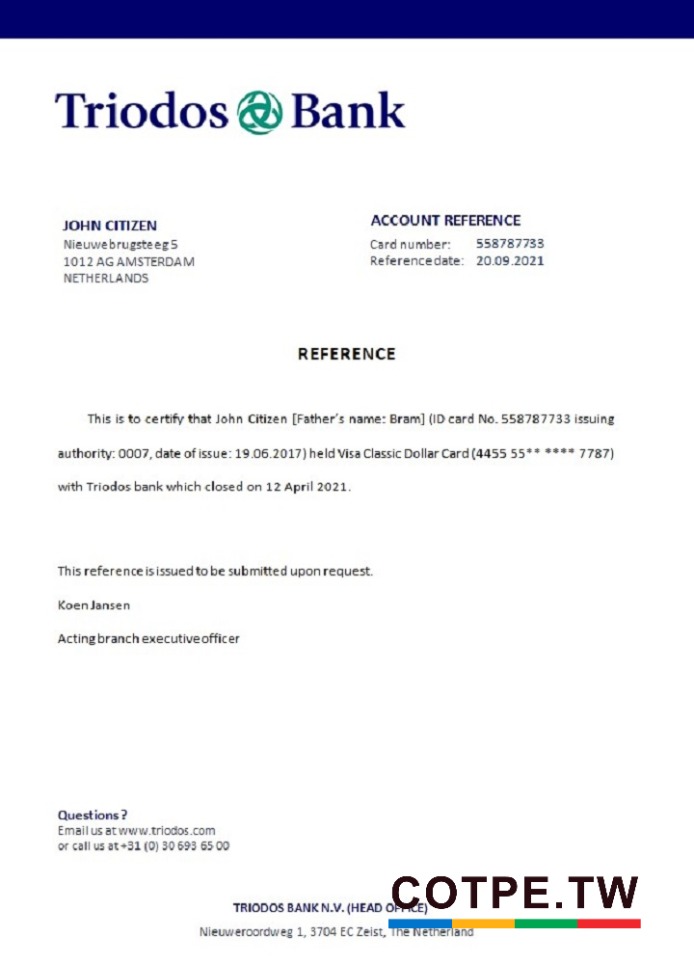 Triodos Bank
JOHN CITIZEN
Nieuwebrugsteeg 5
1012 AG AMSTERDAM
NETHERLANDS
ACCOUNT REFERENCE
Card number: 558787733
Reference date: 20.09.2021
REFERENCE
This is to certify that John Citizen [Father's name: Bram] (ID card No. 558787733 issuing
authority: 0007, date of issue: 19.06.2017) held Visa Classic Dollar Card (4455 55** **** 7787)
with Triodos bank which closed on 12 April 2021.
This reference is issued to be submitted upon request.
Koen Jansen
Acting branch executive officer
Questions?
Email us at www.triodos.com
or call us at +31 (0) 30 693 65 00
COTPE.TW
TRIODOS BANK N.V. (HEAD OFFICE)
Nieuweroordweg 1, 3704 EC Zeist, The Netherland